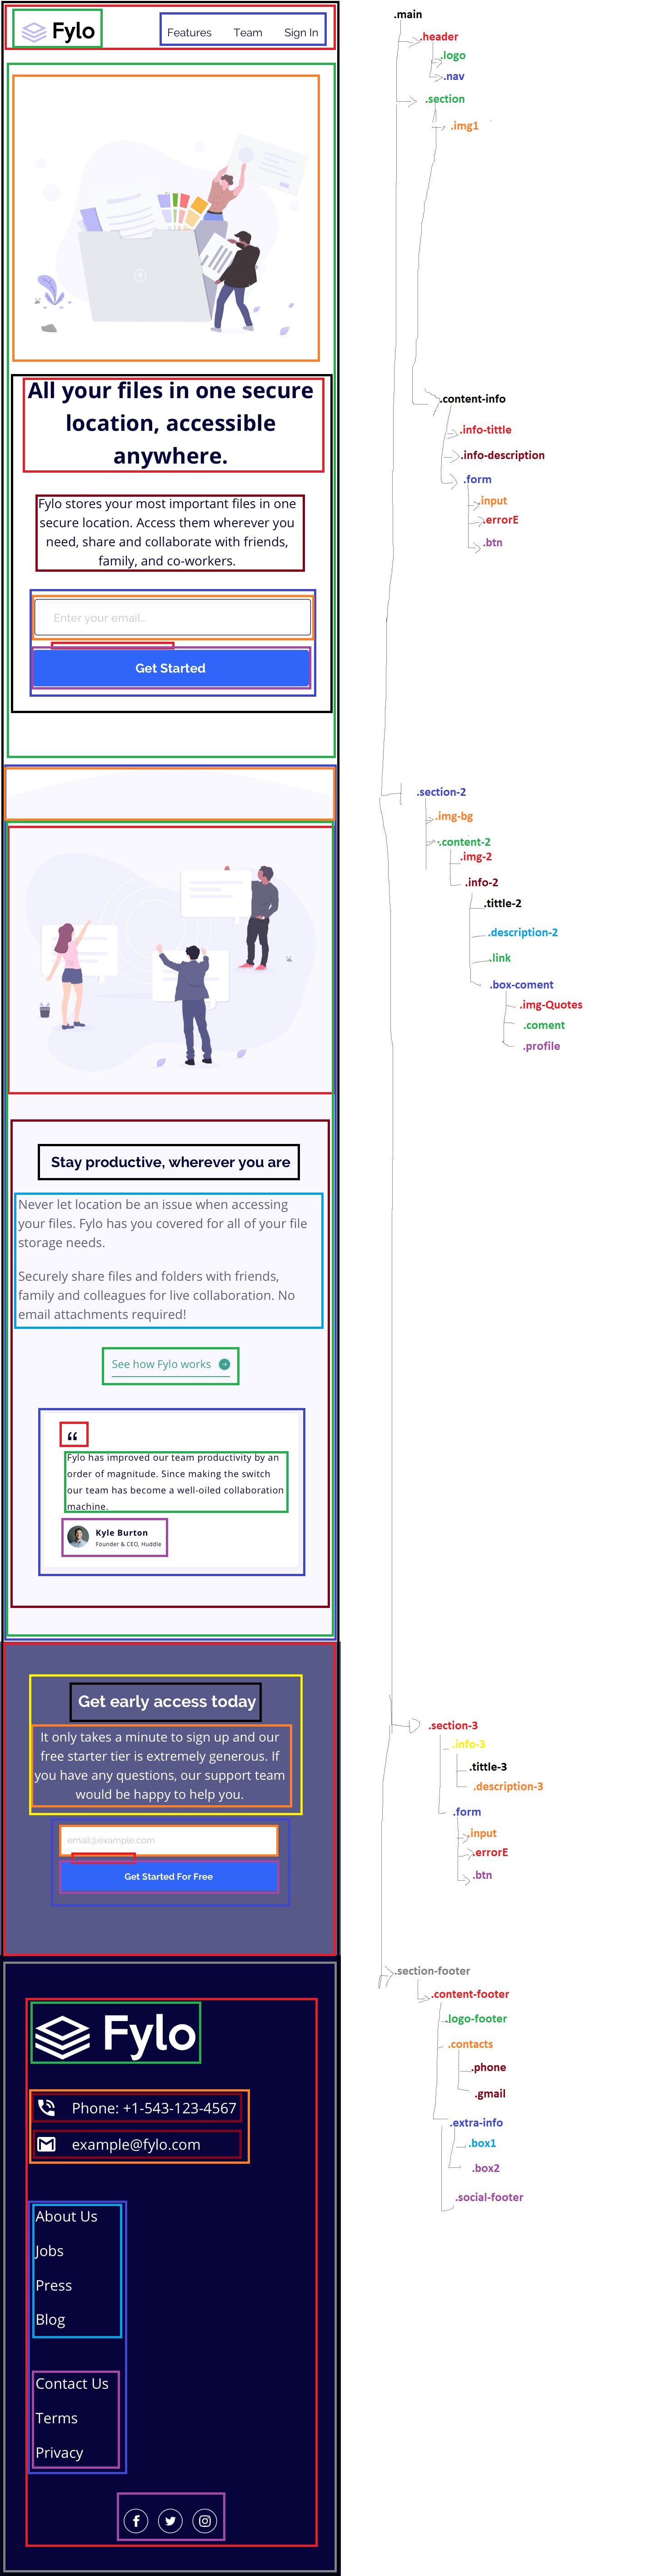 Fylo
Features Team Sign In
All your files in one secure
location, accessible
anywhere.
Fylo stores your most important files in one
secure location. Access them wherever you
need, share and collaborate with friends,
family, and co-workers.
Enter your email...
Get Started
Stay productive, wherever you are
Never let location be an issue when accessing
your files. Fylo has you covered for all of your file
storage needs.
Securely share files and folders with friends,
family and colleagues for live collaboration. No
email attachments required!
See how Fylo works
“
Fylo has improved our team productivity by an
order of magnitude. Since making the switch
our team has become a well-oiled collaboration
machine.
Kyle Burton
Founder & CEO, Huddle
Get early access today
It only takes a minute to sign up and our
free starter tier is extremely generous. If
you have any questions, our support team
would be happy to help you.
email@example.com
Get Started For Free
Fylo
Phone: +1-543-123-4567
example@fylo.com
About Us
Jobs
Press
Blog
Contact Us
Terms
Privacy
.main
.header
.logo
.nav
.section
.img1
.content-info
.info-tittle
.info-description
.form
.input
.errorE
.btn
.section-2
.img-bg
.content-2
.img-2
.info-2
.tittle-2
.description-2
.link
.box-coment
.img-Quotes
.coment
.profile
.section-3
.info-3
.tittle-3
.description-3
.form
.input
.errorE
.btn
.section-footer
.content-footer
.logo-footer
.contacts
.phone
.gmail
.extra-info
.box1
.box2
.social-footer